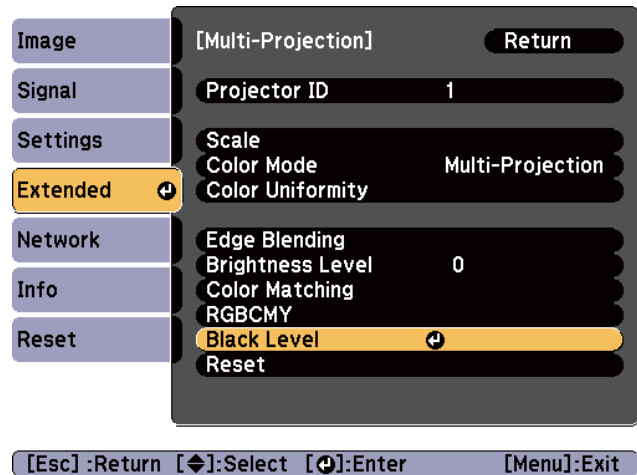 Image
Signal
Settings
Extended
Network
Info
Reset
[Multi-Projection] Return
Projector ID 1
Scale
Color Mode Multi-Projection
Color Uniformity
Edge Blending
Brightness Level 0
Color Matching
RGBCMY
Black Level
Reset
[Esc] :Return [◆]:Select [⏎]:Enter [Menu]:Exit